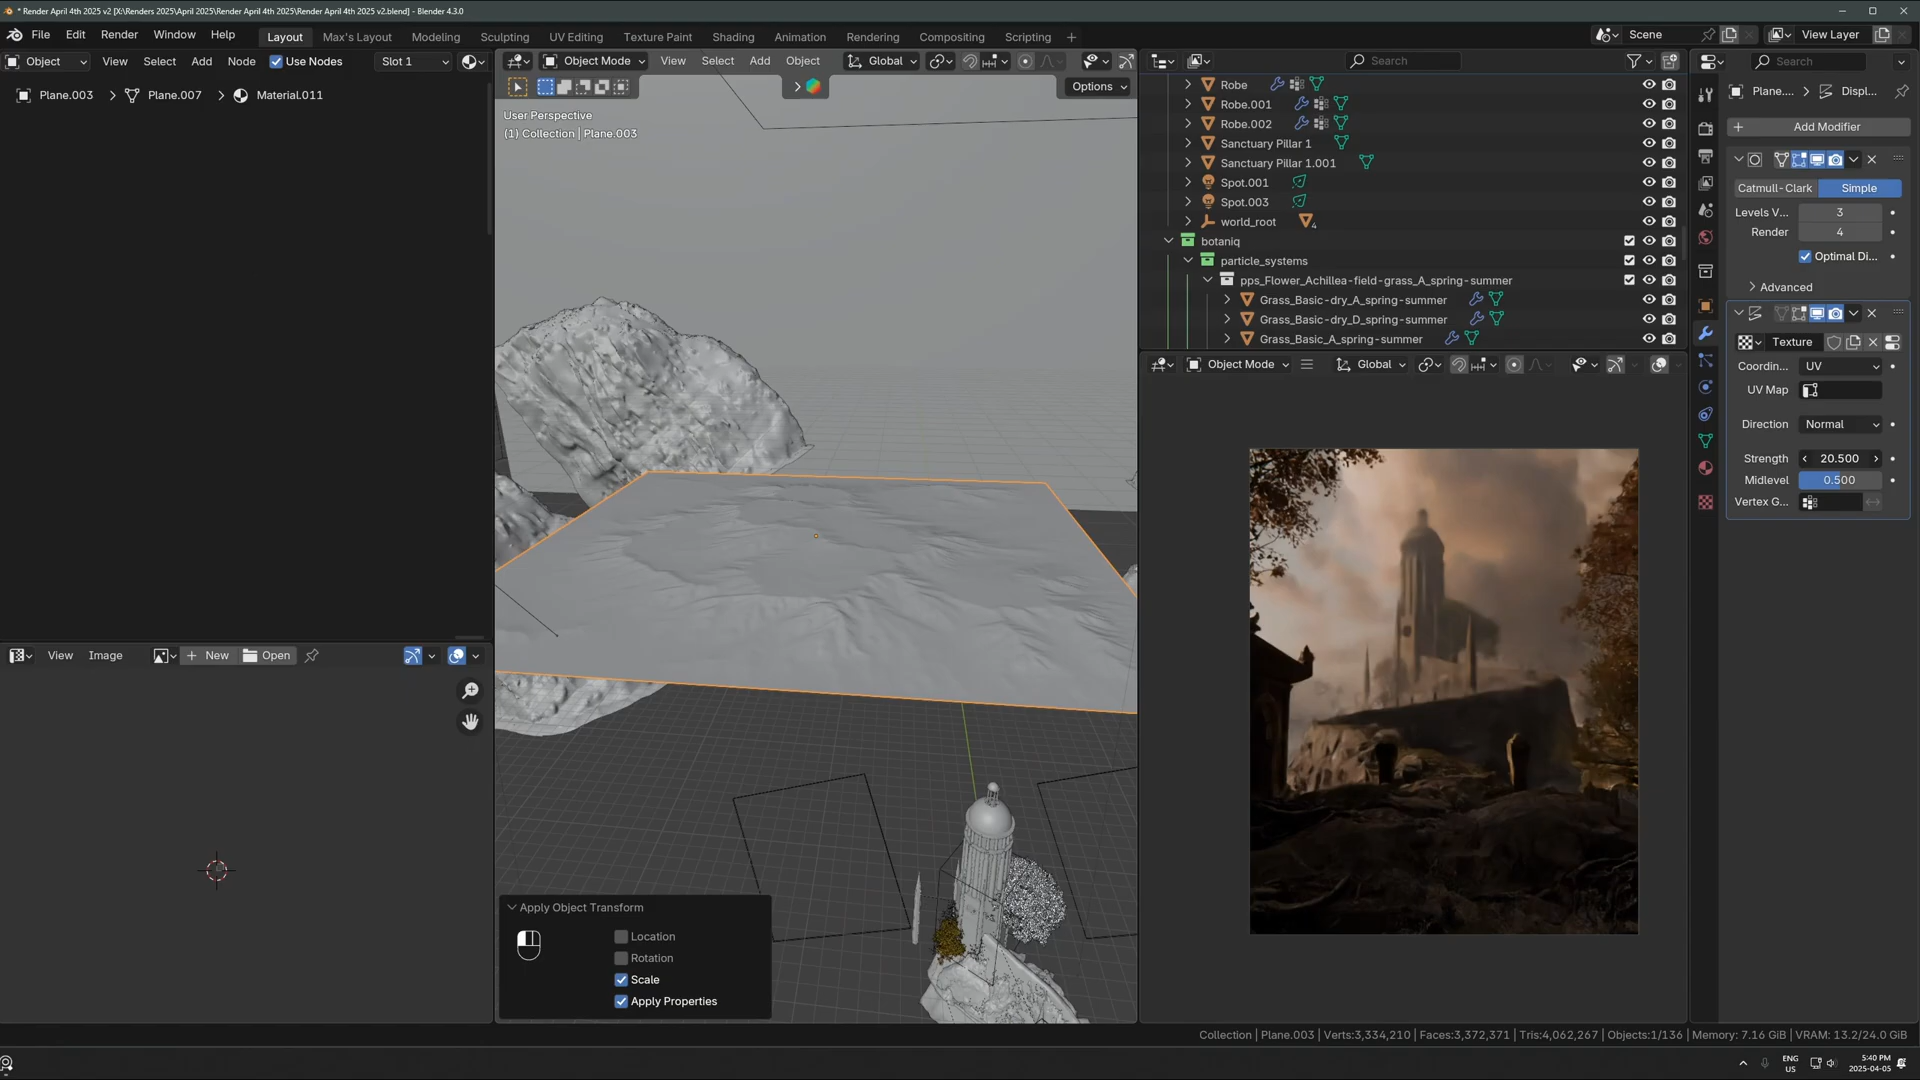 * Render April 4th 2025 v2 [X:\Renders 2025\April 2025\Render April 4th 2025\Render April 4th 2025 v2.blend] - Blender 4.3.0
File Edit Render Window Help Layout Max's Layout Modeling Sculpting UV Editing Texture Paint Shading Animation Rendering Compositing Scripting Scene View Layer
Object View Select Add Node Use Nodes Slot 1
Object Mode View Select Add Object Global
Search
Search
Plane.003 > Plane.007 > Material.011
Options
Plane.... > Displ...
User Perspective
(1) Collection | Plane.003
Add Modifier
Robe
Robe.001
Robe.002
Sanctuary Pillar 1
Sanctuary Pillar 1.001
Spot.001
Spot.003
world_root 4
botaniq
particle_systems
pps_Flower_Achillea-field-grass_A_spring-summer
Grass_Basic-dry_A_spring-summer
Grass_Basic-dry_D_spring-summer
Grass_Basic_A_spring-summer
Catmull-Clark Simple
Levels V... 3
Render 4
Optimal Di...
Advanced
Texture
Coordin... UV
UV Map
Direction Normal
Strength 20.500
Midlevel 0.500
Vertex G...
Object Mode Global
View Image New Open
Apply Object Transform
Location
Rotation
Scale
Apply Properties
Collection | Plane.003 | Verts:3,334,210 | Faces:3,372,371 | Tris:4,062,267 | Objects:1/136 | Memory: 7.16 GiB | VRAM: 13.2/24.0 GiB
ENG
US
5:40 PM
2025-04-05